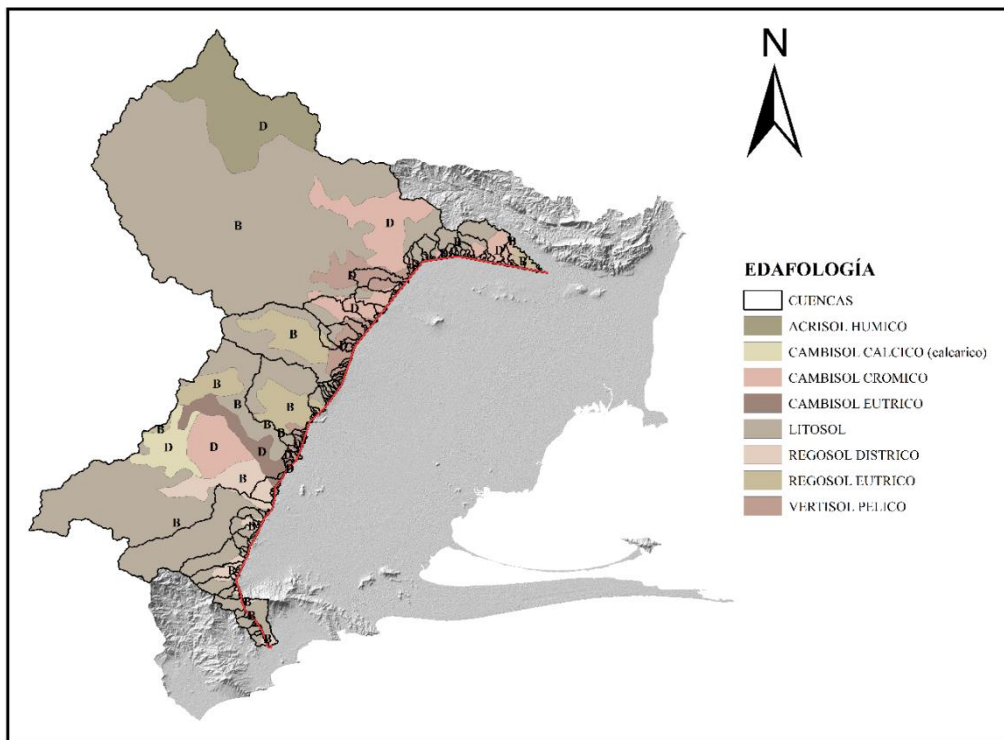 N
D
B
D
D
D
B
D
B
D
B
D
B
B
B
B
B
B
D
D
D
D
B
B
D
B
B
B
B
EDAFOLOGÍA
CUENCAS
ACRISOL HUMICO
CAMBISOL CALCICO (calcarico)
CAMBISOL CROMICO
CAMBISOL EUTRICO
LITOSOL
REGOSOL DISTRICO
REGOSOL EUTRICO
VERTISOL PELICO